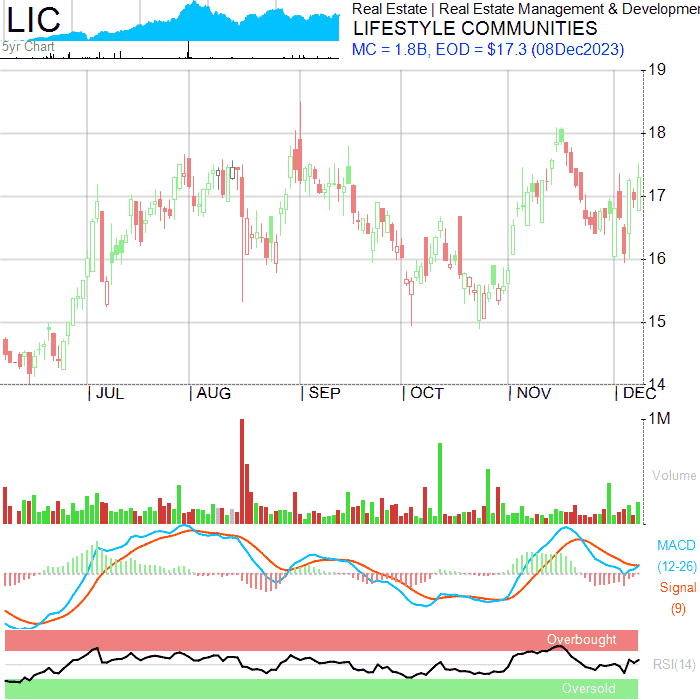 LIC
5yr Chart
Real Estate | Real Estate Management & Developmen
LIFESTYLE COMMUNITIES
MC = 1.8B, EOD = $17.3 (08Dec2023)
19
18
17
16
15
14
JUL AUG SEP OCT NOV DEC
1M
Volume
MACD
(12-26)
Signal
(9)
Overbought
RSI(14)
Oversold